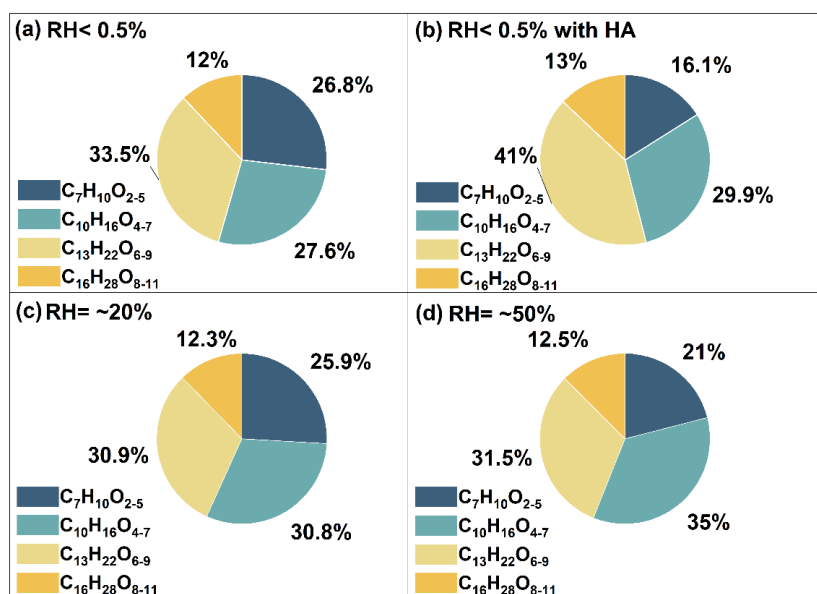 (a) RH< 0.5%
12%
26.8%
33.5%
27.6%
C₇H₁₀O₂₋₅
C₁₀H₁₆O₄₋₇
C₁₃H₂₂O₆₋₉
C₁₆H₂₈O₈₋₁₁
(b) RH< 0.5% with HA
13%
16.1%
41%
29.9%
C₇H₁₀O₂₋₅
C₁₀H₁₆O₄₋₇
C₁₃H₂₂O₆₋₉
C₁₆H₂₈O₈₋₁₁
(c) RH= ~20%
12.3%
25.9%
30.9%
30.8%
C₇H₁₀O₂₋₅
C₁₀H₁₆O₄₋₇
C₁₃H₂₂O₆₋₉
C₁₆H₂₈O₈₋₁₁
(d) RH= ~50%
12.5%
21%
31.5%
35%
C₇H₁₀O₂₋₅
C₁₀H₁₆O₄₋₇
C₁₃H₂₂O₆₋₉
C₁₆H₂₈O₈₋₁₁